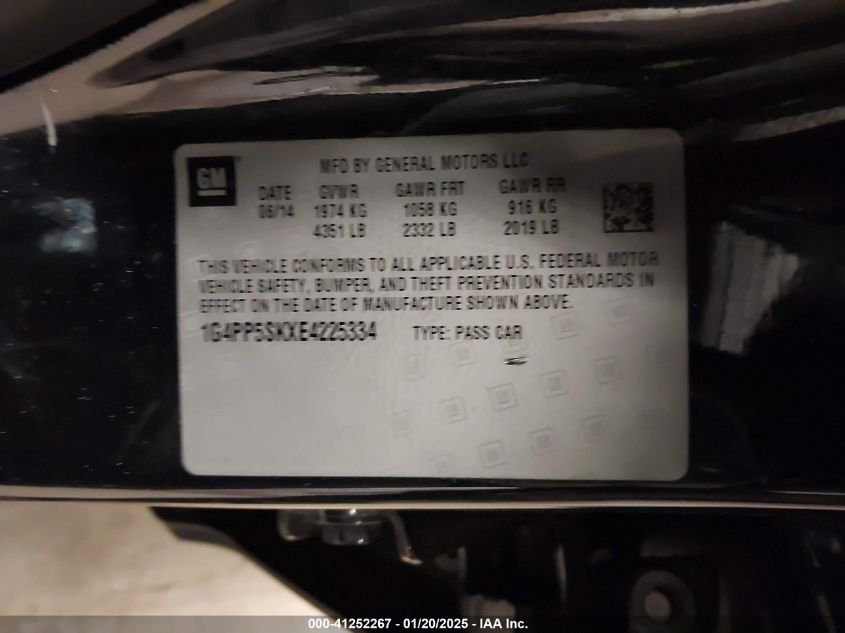 GM
MFD BY GENERAL MOTORS LLC
DATE GVWR GAWR FRT GAWR RR
06/14 1974 KG 1058 KG 916 KG
4351 LB 2332 LB 2019 LB
THIS VEHICLE CONFORMS TO ALL APPLICABLE U.S. FEDERAL MOTOR
VEHICLE SAFETY, BUMPER, AND THEFT PREVENTION STANDARDS IN
EFFECT ON THE DATE OF MANUFACTURE SHOWN ABOVE.
1G4PP5SKXE4225334 TYPE: PASS CAR
000-41252267 - 01/20/2025 - IAA Inc.